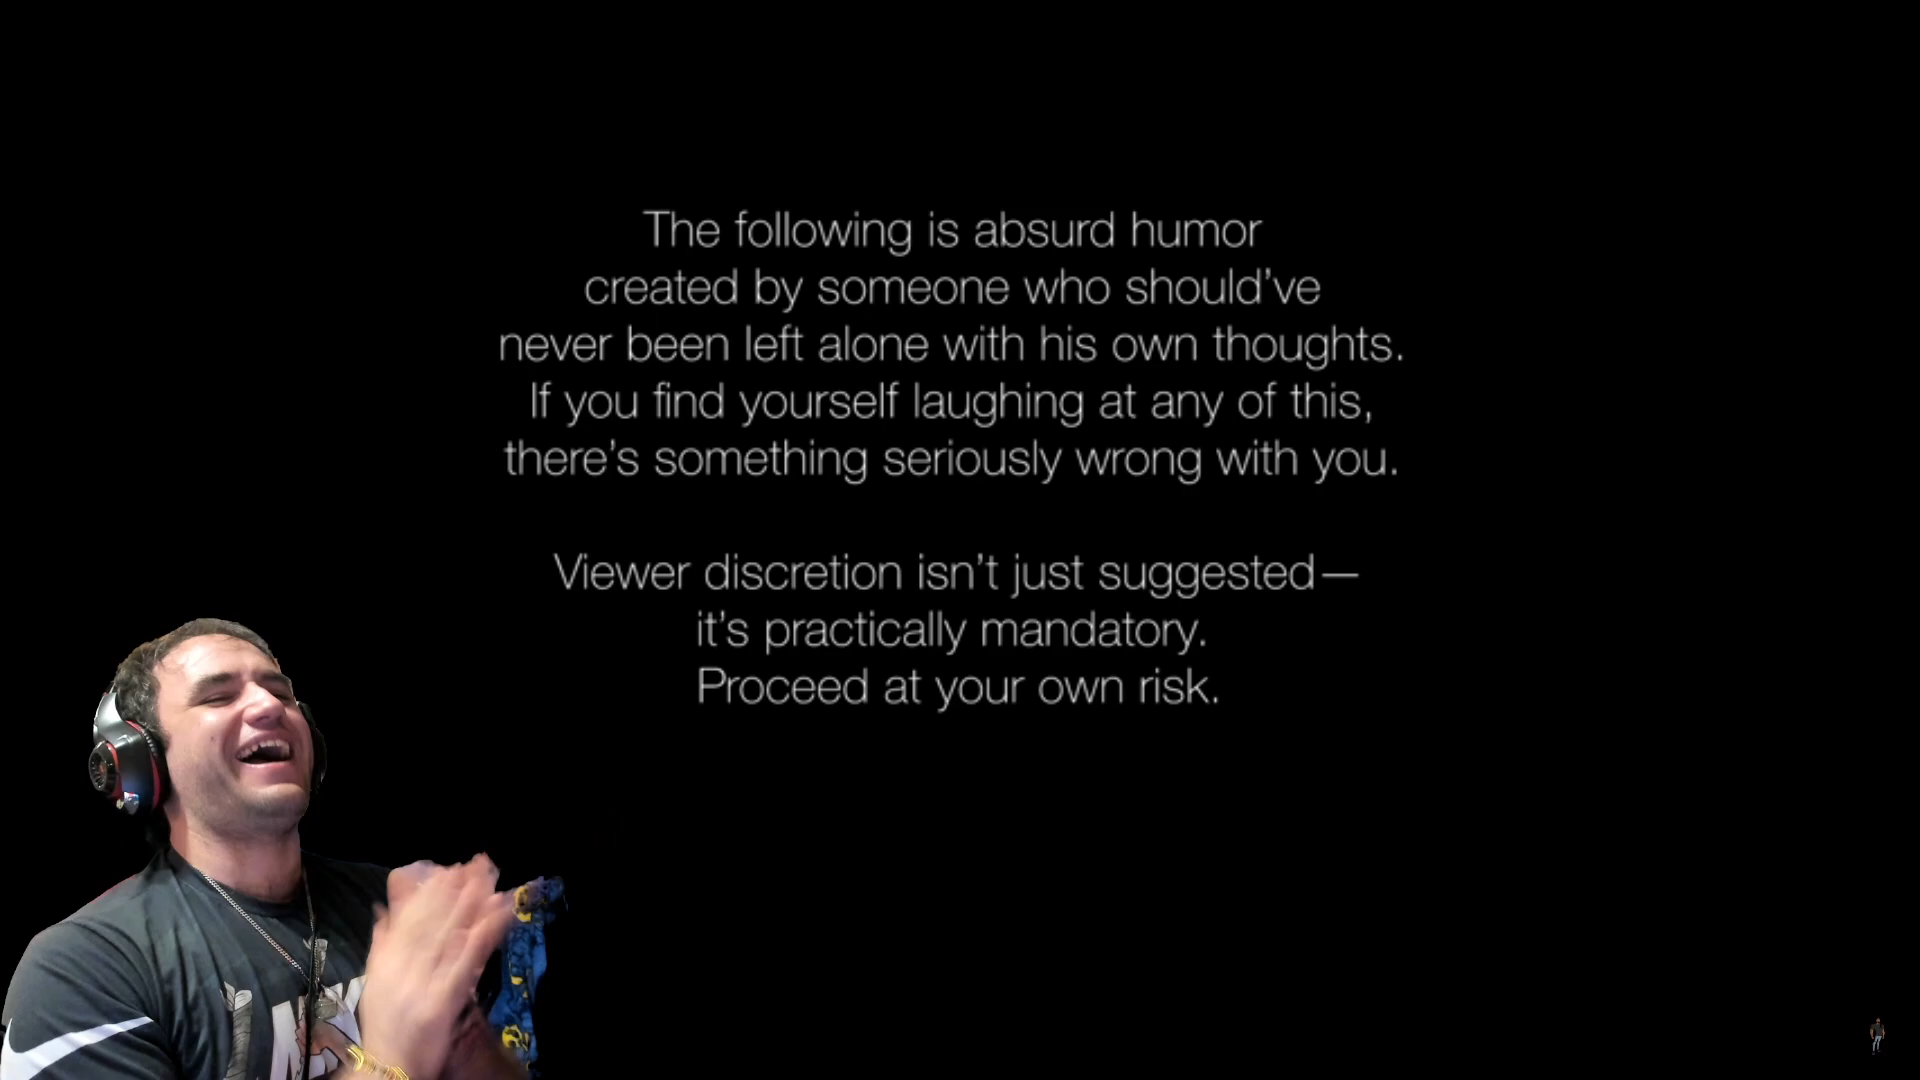 The following is absurd humor
created by someone who should’ve
never been left alone with his own thoughts.
If you find yourself laughing at any of this,
there’s something seriously wrong with you.
Viewer discretion isn’t just suggested—
it’s practically mandatory.
Proceed at your own risk.